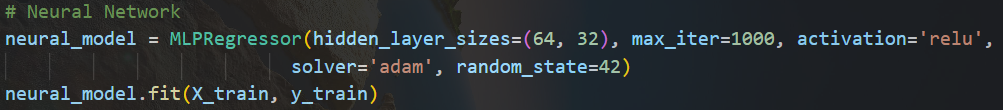 # Neural Network
neural_model = MLPRegressor(hidden_layer_sizes=(64, 32), max_iter=1000, activation='relu',
solver='adam', random_state=42)
neural_model.fit(X_train, y_train)